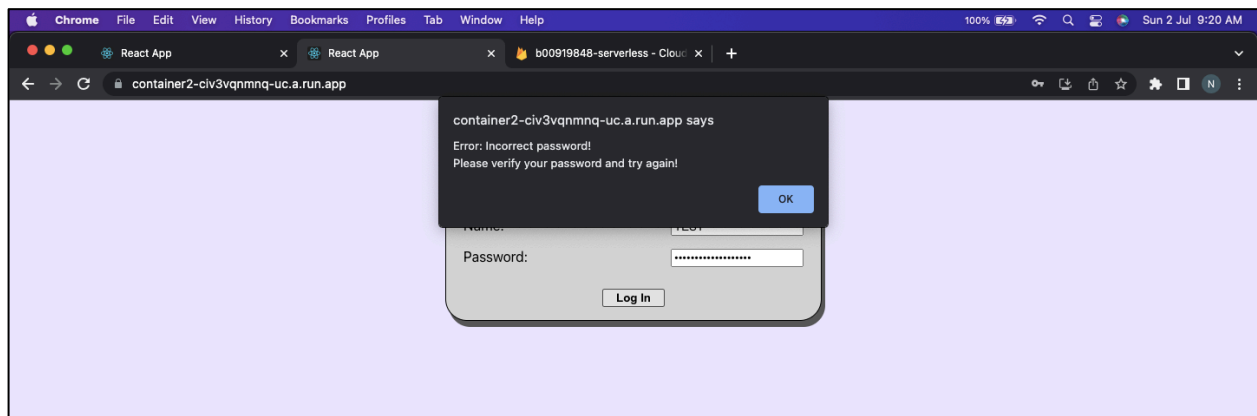 Chrome File Edit View History Bookmarks Profiles Tab Window Help 100% Sun 2 Jul 9:20 AM
React App × React App × b00919848-serverless - Cloud × +
container2-civ3vqnmnq-uc.a.run.app N
container2-civ3vqnmnq-uc.a.run.app says
Error: Incorrect password!
Please verify your password and try again!
OK
Name: TEST
Password: •••••••••••••••••••
Log In